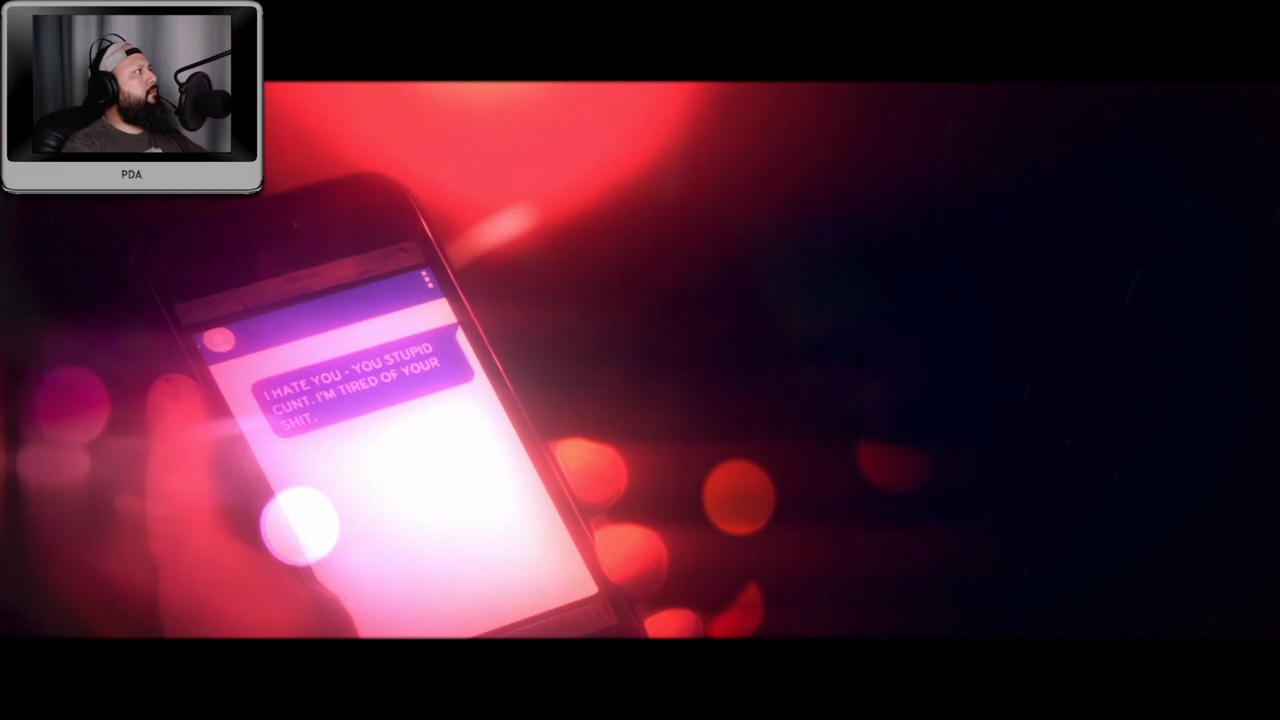 PDA
I HATE YOU - YOU STUPID
CUNT. I'M TIRED OF YOUR
SHIT.